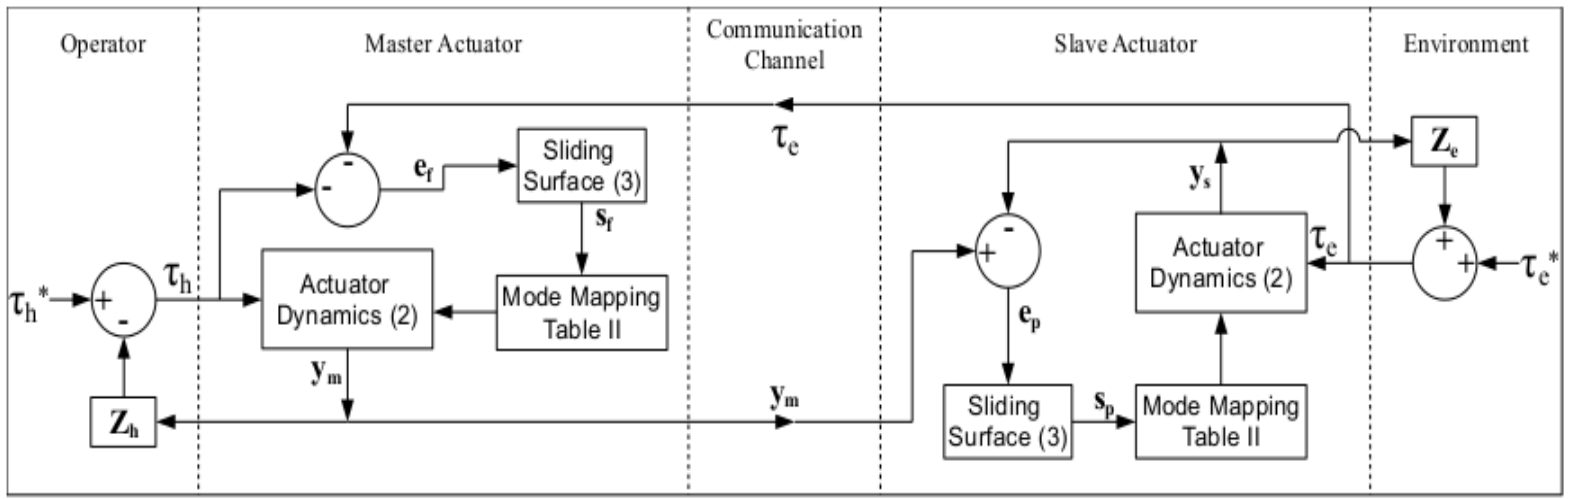 Operator
Master Actuator
Communication
Channel
Slave Actuator
Environment
τe
-
-
ef
Sliding
Surface (3)
sf
τh*
+
-
τh
Actuator
Dynamics (2)
Mode Mapping
Table II
ym
Zh
ym
-
+
ep
Sliding
Surface (3)
sp
Mode Mapping
Table II
ys
Actuator
Dynamics (2)
τe
Ze
+
+
τe*